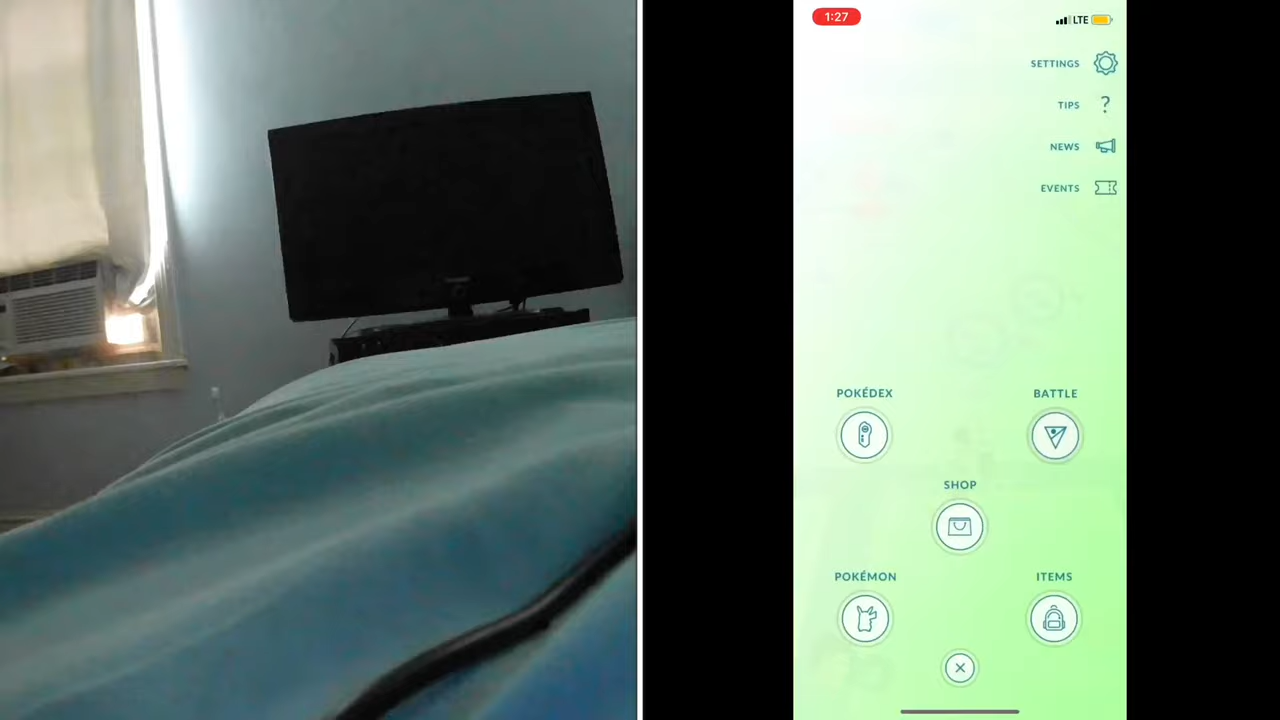 1:27
LTE
SETTINGS
TIPS
?
NEWS
EVENTS
POKÉDEX
BATTLE
SHOP
POKÉMON
ITEMS